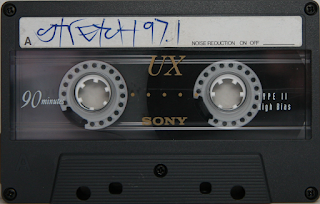 STRETCH 97.1
A
NOISE REDUCTION ON OFF
UX
90 minutes
TYPE II
High Bias
SONY